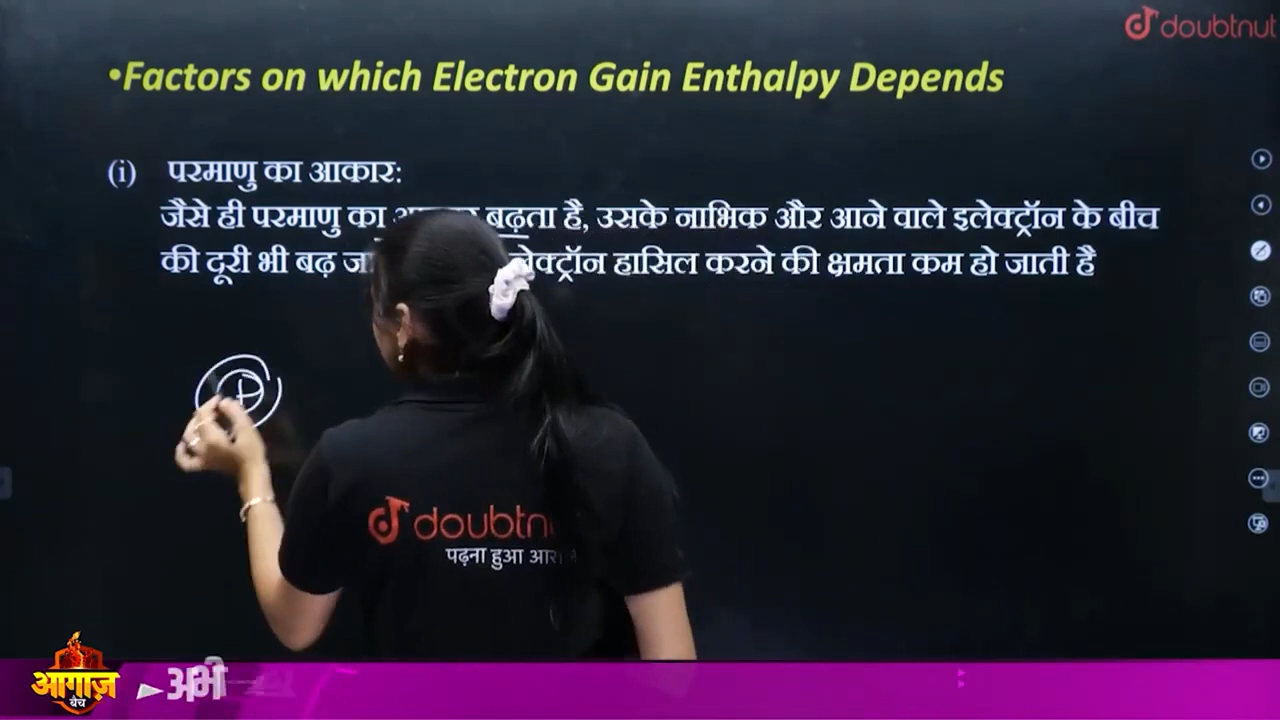 doubtnut
•Factors on which Electron Gain Enthalpy Depends
(i) परमाणु का आकार:
जैसे ही परमाणु का बढ़ता है, उसके नाभिक और आने वाले इलेक्ट्रॉन के बीच
की दूरी भी बढ़ हासिल करने की क्षमता कम हो जाती है
doubtnu
पढ़ना हुआ
आगाज़
बैच
अभी